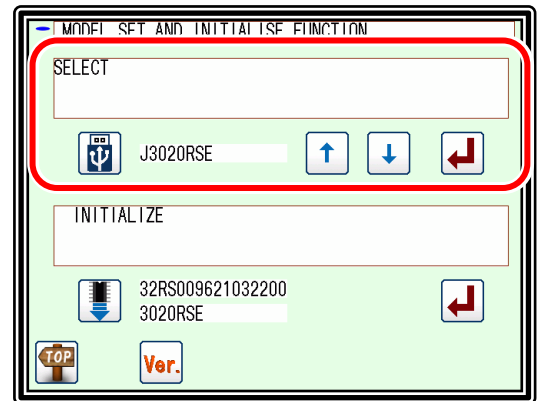 MODEL SET AND INITIALISE FUNCTION
SELECT
J3020RSE
INITIALIZE
32RS009621032200
3020RSE
TOP
Ver.